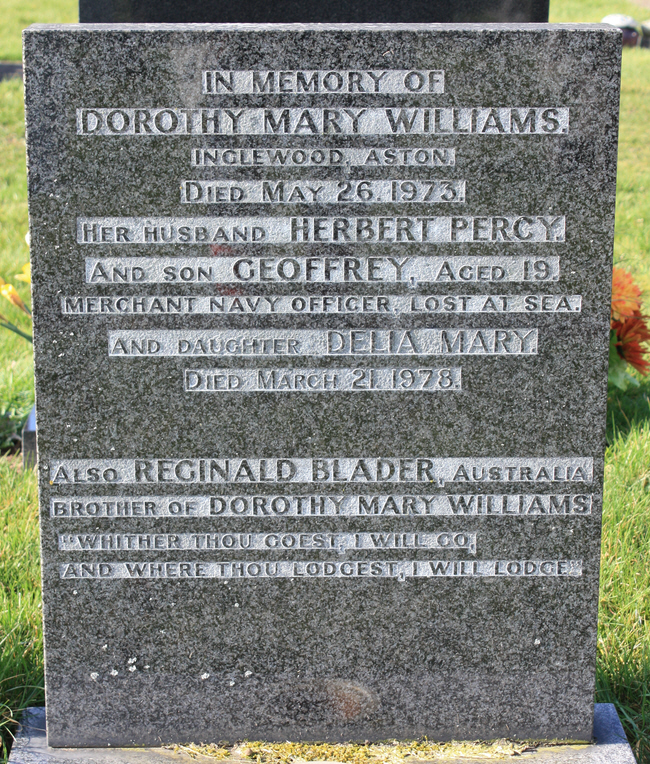 IN MEMORY OF
DOROTHY MARY WILLIAMS.
INGLEWOOD, ASTON.
DIED MAY 26. 1973.
HER HUSBAND HERBERT PERCY.
AND SON GEOFFREY, AGED 19.
MERCHANT NAVY OFFICER, LOST AT SEA.
AND DAUGHTER DELIA MARY.
DIED MARCH 21. 1978.
ALSO REGINALD BLADER, AUSTRALIA
BROTHER OF DOROTHY MARY WILLIAMS
"WHITHER THOU GOEST, I WILL GO,
AND WHERE THOU LODGEST, I WILL LODGE"